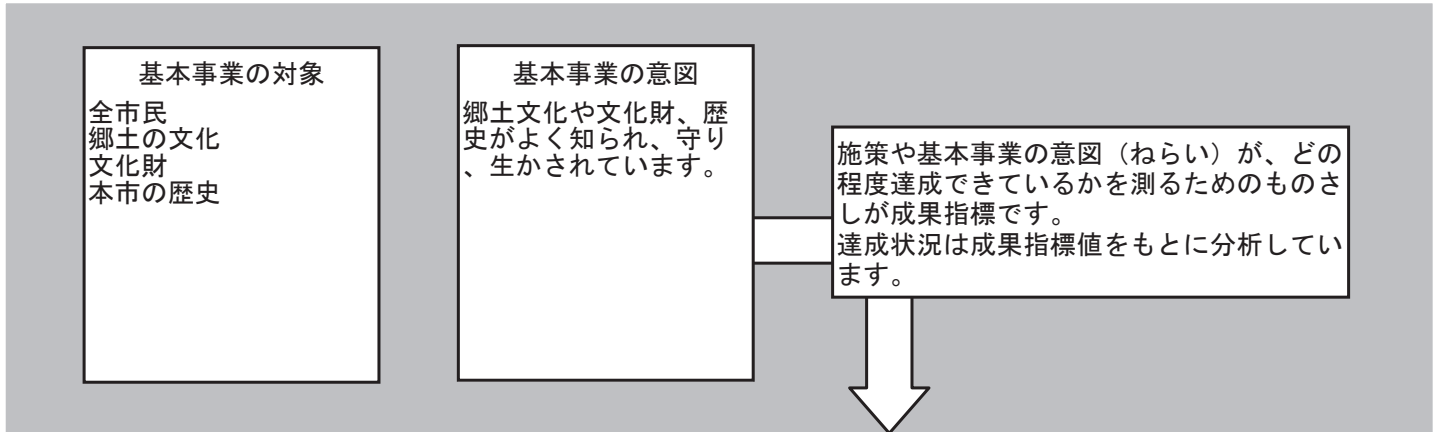 基本事業の対象
全市民
郷土の文化
文化財
本市の歴史
基本事業の意図
郷土文化や文化財、歴
史がよく知られ、守り
、生かされています。
施策や基本事業の意図（ねらい）が、どの
程度達成できているかを測るためのものさ
しが成果指標です。
達成状況は成果指標値をもとに分析してい
ます。